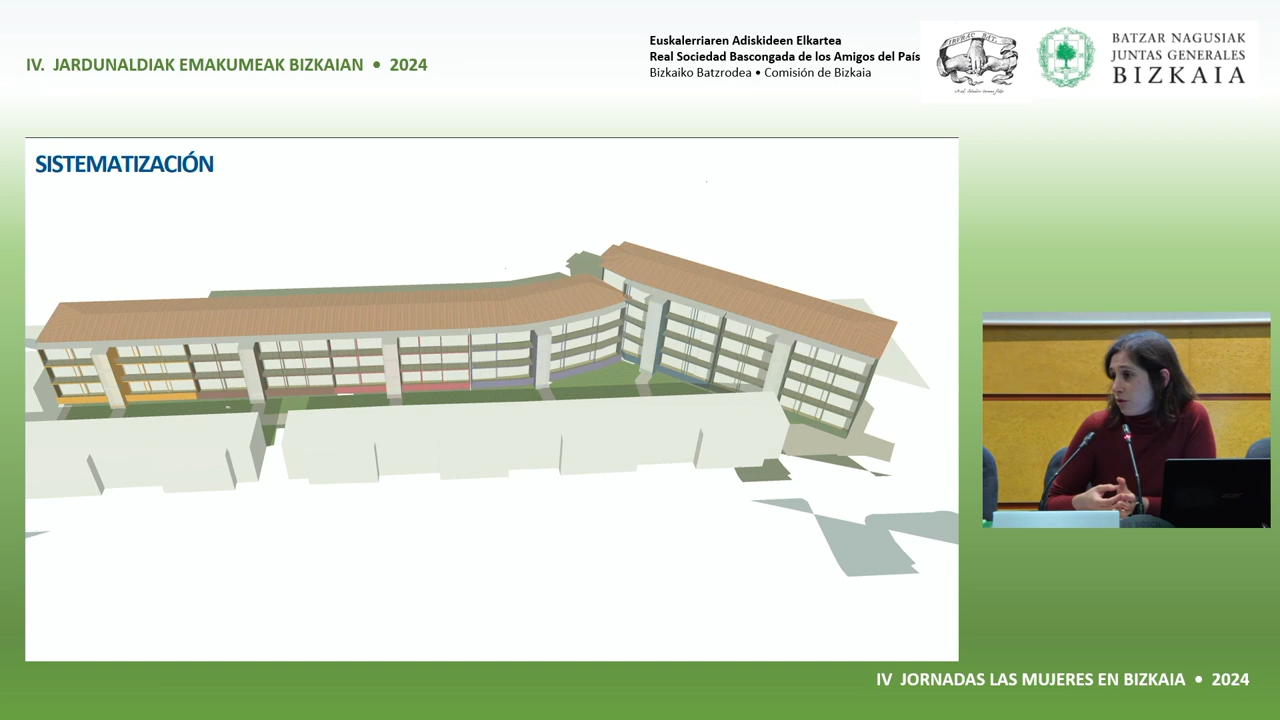 IV. JARDUNALDIAK EMAKUMEAK BIZKAIAN • 2024
Euskalerriaren Adiskideen Elkartea
Real Sociedad Bascongada de los Amigos del País
Bizkaiko Batzrodea • Comisión de Bizkaia
BATZAR NAGUSIAK
JUNTAS GENERALES
BIZKAIA
SISTEMATIZACIÓN
acer
IV JORNADAS LAS MUJERES EN BIZKAIA • 2024